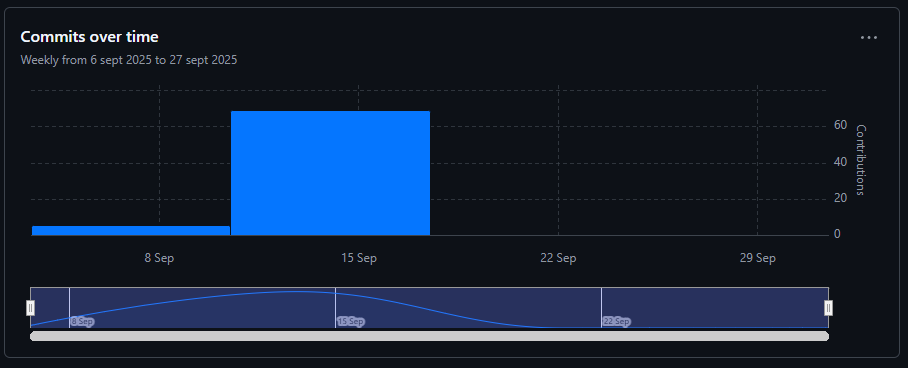 Commits over time
Weekly from 6 sept 2025 to 27 sept 2025
60
40
20
0
Contributions
8 Sep
15 Sep
22 Sep
29 Sep
8 Sep
15 Sep
22 Sep